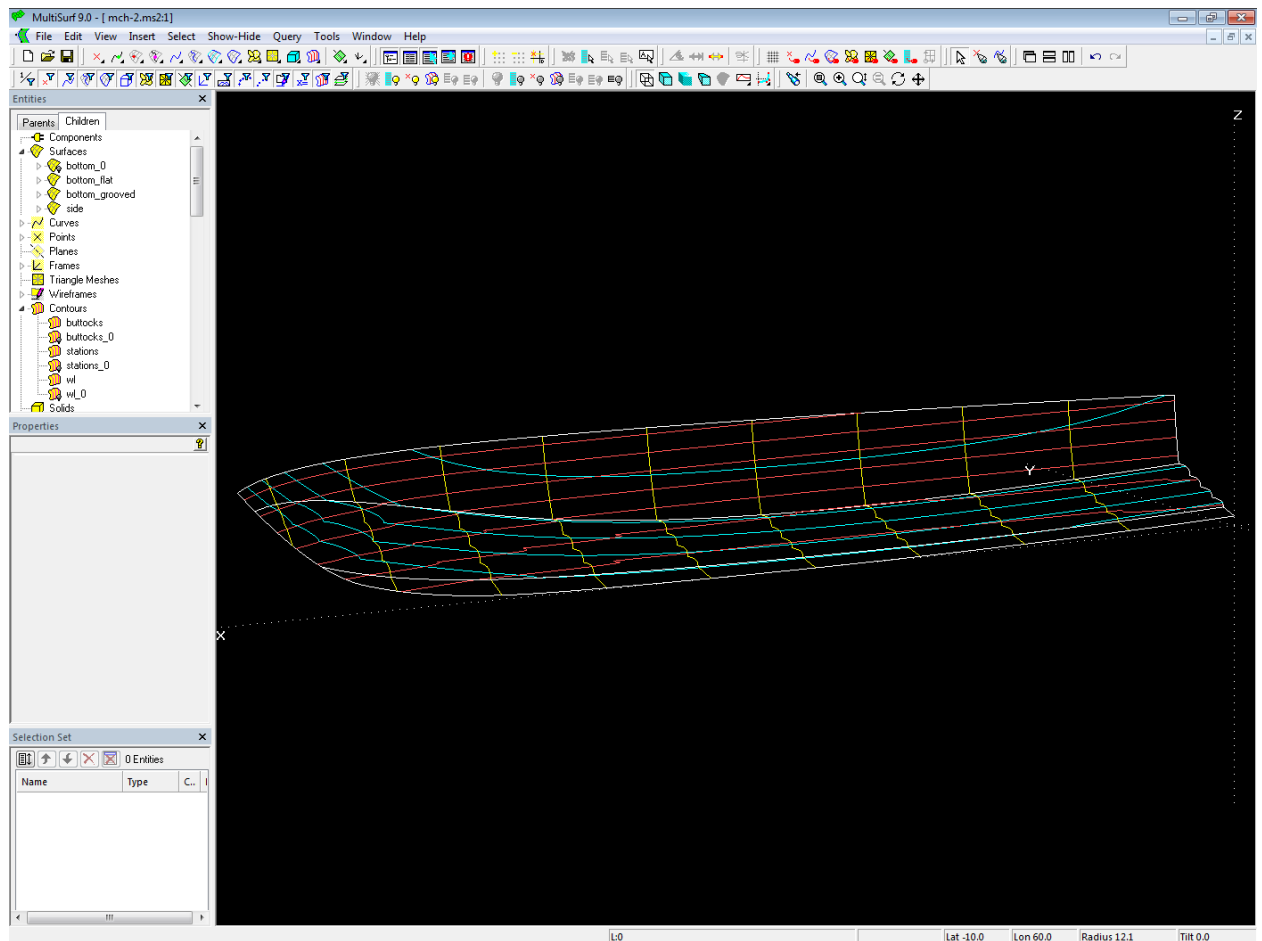 MultiSurf 9.0 - [ mch-2.ms2:1]
File Edit View Insert Select Show-Hide Query Tools Window Help
Entities
Parents Children
Components
Surfaces
bottom_0
bottom_flat
bottom_grooved
side
Curves
Points
Planes
Frames
Triangle Meshes
Wireframes
Contours
buttocks
buttocks_0
stations
stations_0
wl
wl_0
Solids
Properties
Selection Set
0 Entities
Name Type C..
Z
Y
X
L:0 Lat -10.0 Lon 60.0 Radius 12.1 Tilt 0.0